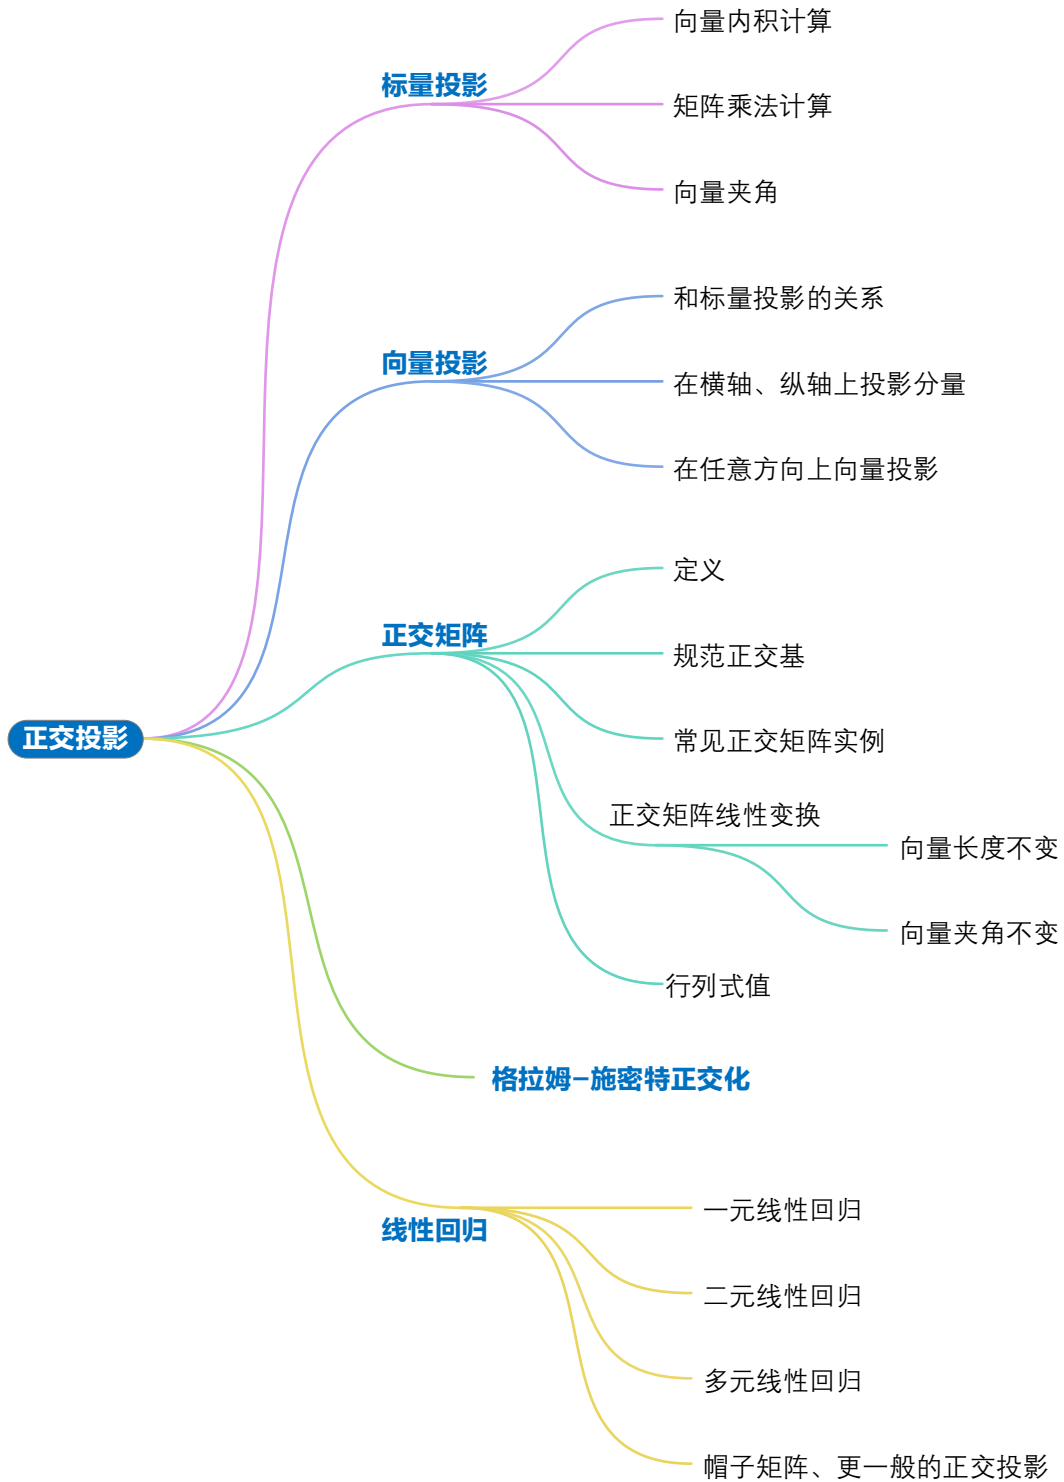 正交投影
标量投影
向量内积计算
矩阵乘法计算
向量夹角
向量投影
和标量投影的关系
在横轴、纵轴上投影分量
在任意方向上向量投影
正交矩阵
定义
规范正交基
常见正交矩阵实例
正交矩阵线性变换
向量长度不变
向量夹角不变
行列式值
格拉姆-施密特正交化
线性回归
一元线性回归
二元线性回归
多元线性回归
帽子矩阵、更一般的正交投影